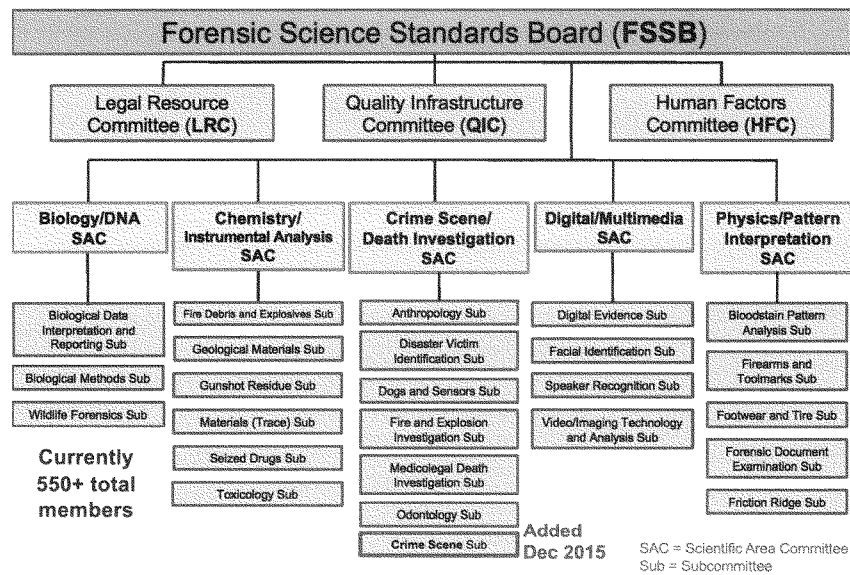 Forensic Science Standards Board (FSSB)
Legal Resource
Committee (LRC)
Quality Infrastructure
Committee (QIC)
Human Factors
Committee (HFC)
Biology/DNA
SAC
Chemistry/
Instrumental Analysis
SAC
Crime Scene/
Death Investigation
SAC
Digital/Multimedia
SAC
Physics/Pattern
Interpretation
SAC
Biological Data
Interpretation and
Reporting Sub
Biological Methods Sub
Wildlife Forensics Sub
Fire Debris and Explosives Sub
Geological Materials Sub
Gunshot Residue Sub
Materials (Trace) Sub
Seized Drugs Sub
Toxicology Sub
Anthropology Sub
Disaster Victim
Identification Sub
Dogs and Sensors Sub
Fire and Explosion
Investigation Sub
Medicolegal Death
Investigation Sub
Odontology Sub
Crime Scene Sub
Digital Evidence Sub
Facial Identification Sub
Speaker Recognition Sub
Video/Imaging Technology
and Analysis Sub
Bloodstain Pattern
Analysis Sub
Firearms and
Toolmarks Sub
Footwear and Tire Sub
Forensic Document
Examination Sub
Friction Ridge Sub
Currently
550+ total
members
Added
Dec 2015
SAC = Scientific Area Committee
Sub = Subcommittee